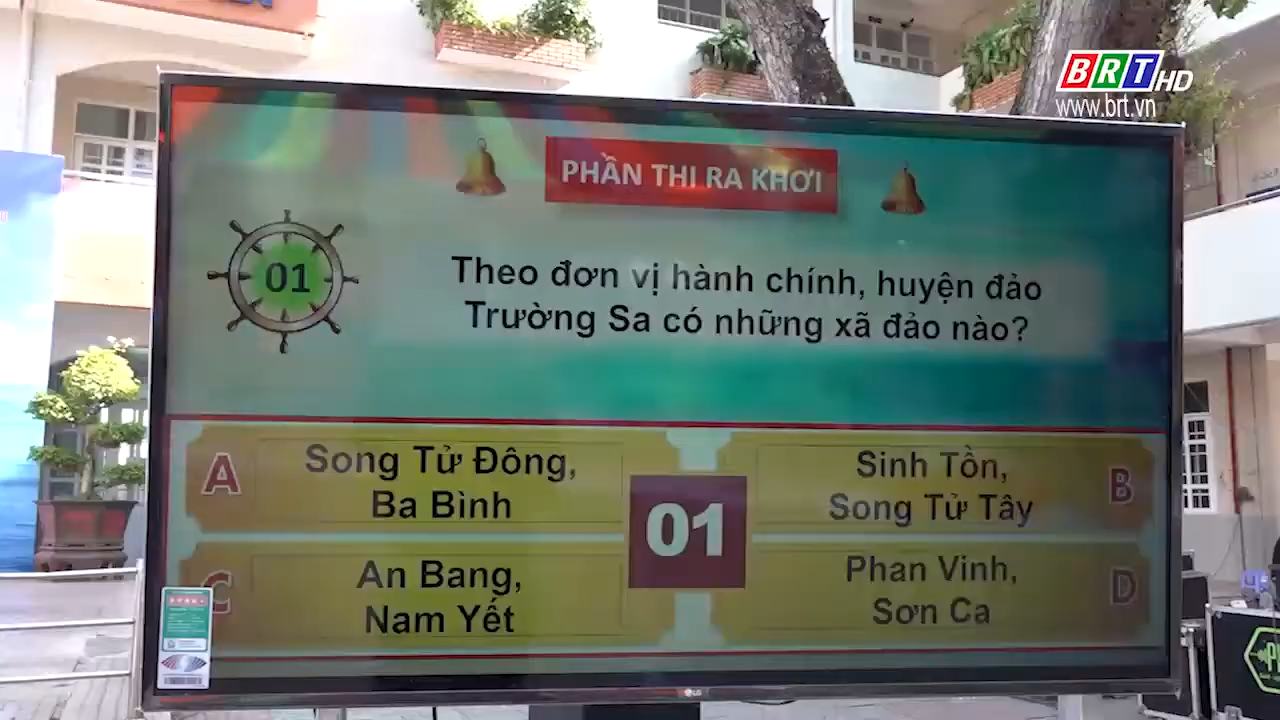 BRT HD
www.brt.vn
PHẦN THI RA KHƠI
01
Theo đơn vị hành chính, huyện đảo
Trường Sa có những xã đảo nào?
A
Song Tử Đông,
Ba Bình
Sinh Tồn,
Song Tử Tây
B
01
C
An Bang,
Nam Yết
Phan Vinh,
Sơn Ca
D
LG